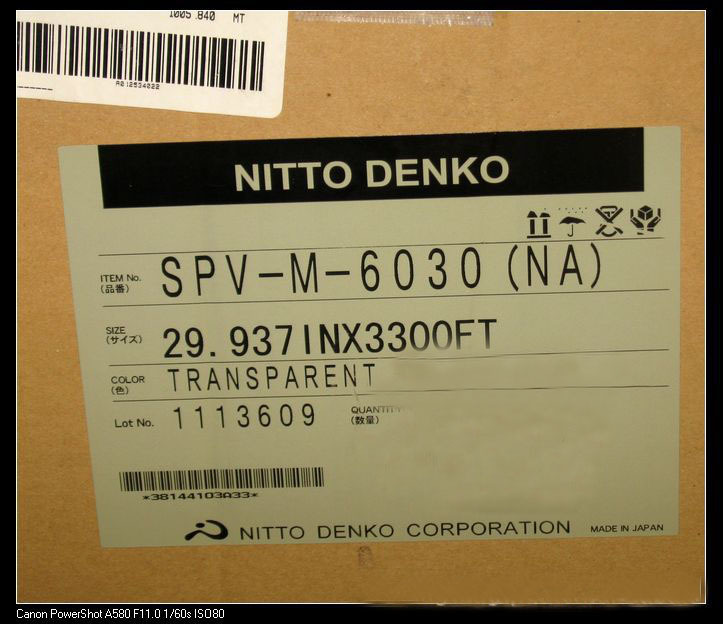 1005.840 MT
A012534022
NITTO DENKO
ITEM No. (品番) SPV-M-6030(NA)
SIZE (サイズ) 29.937INX3300FT
COLOR (色) TRANSPARENT
Lot No. 1113609 QUANTITY (数量)
*38144103A33*
NITTO DENKO CORPORATION MADE IN JAPAN
Canon PowerShot A580 F11.0 1/60s ISO80